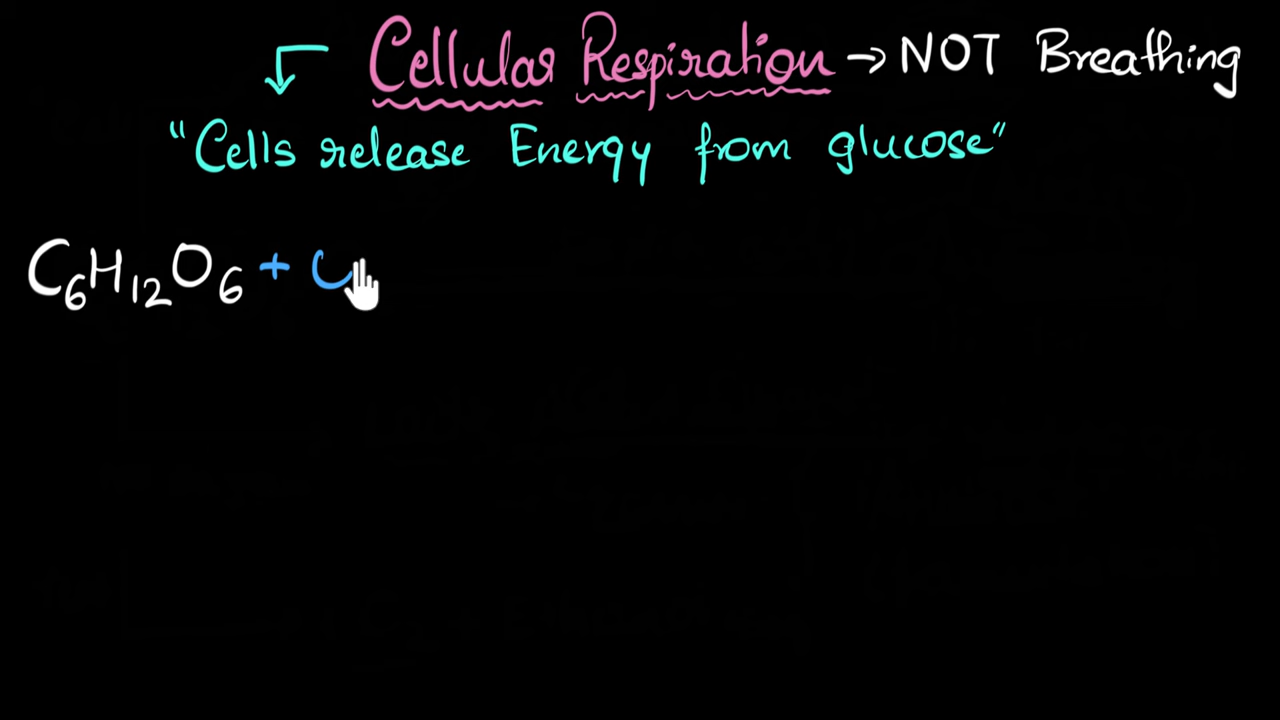 Cellular Respiration → NOT Breathing
"Cells release Energy from glucose"
C₆H₁₂O₆ +